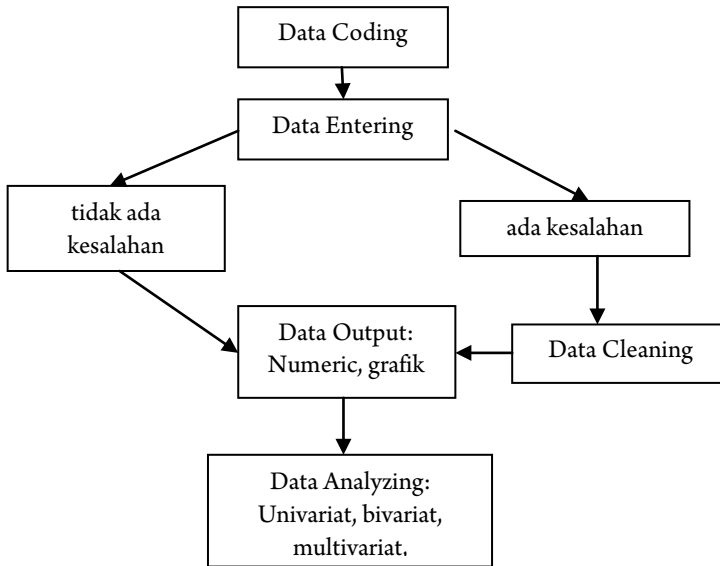 Data Coding
Data Entering
tidak ada
kesalahan
ada kesalahan
Data Output:
Numeric, grafik
Data Cleaning
Data Analyzing:
Univariat, bivariat,
multivariat.